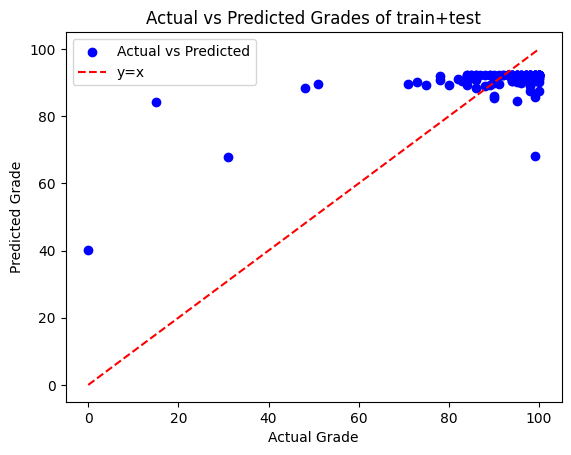 Actual vs Predicted Grades of train+test
Actual vs Predicted
y=x
100
80
60
40
20
0
Predicted Grade
0 20 40 60 80 100
Actual Grade